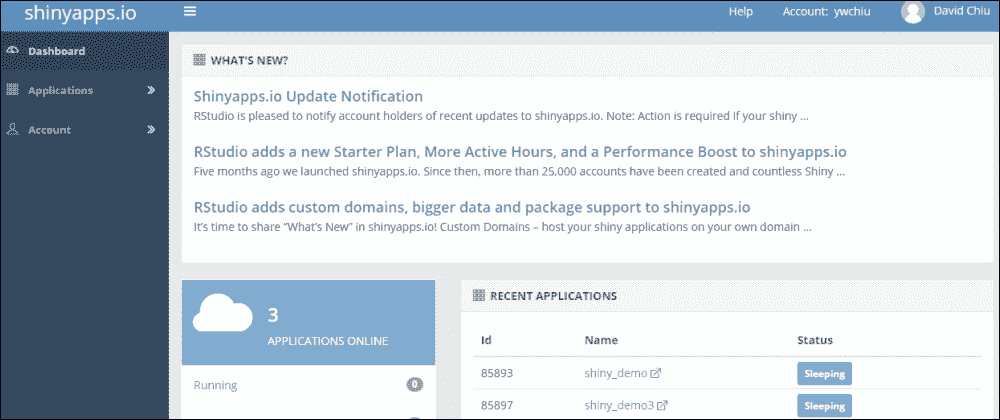 shinyapps.io
Help
Account: ywchiu
David Chiu
Dashboard
Applications
Account
WHAT'S NEW?
Shinyapps.io Update Notification
RStudio is pleased to notify account holders of recent updates to shinyapps.io. Note: Action is required if your shiny ...
RStudio adds a new Starter Plan, More Active Hours, and a Performance Boost to shinyapps.io
Five months ago we launched shinyapps.io. Since then, more than 25,000 accounts have been created and countless Shiny ...
RStudio adds custom domains, bigger data and package support to shinyapps.io
It's time to share "What's New" in shinyapps.io! Custom Domains – host your shiny applications on your own domain ...
3
APPLICATIONS ONLINE
Running 0
RECENT APPLICATIONS
Id Name Status
85893 shiny_demo Sleeping
85897 shiny_demo3 Sleeping